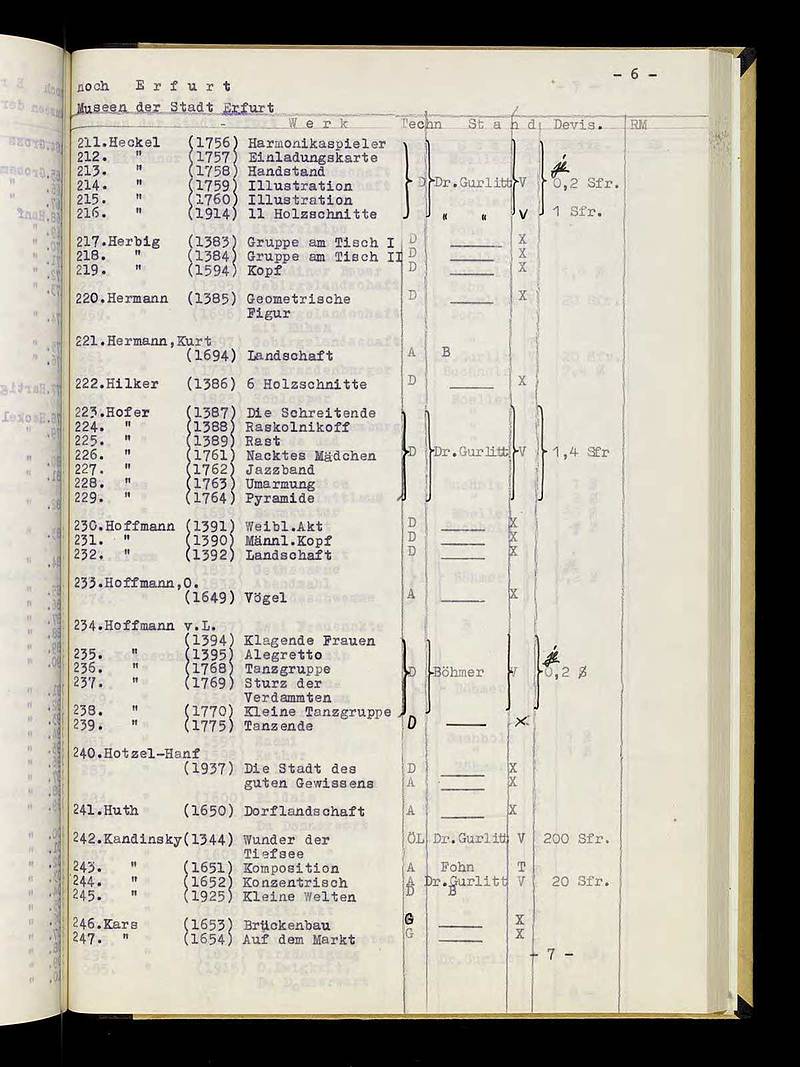 - 6 -
noch E r f u r t
Museen der Stadt Erfurt
- W e r k Techn St a n d Devis. RM
211.Heckel (1756) Harmonikaspieler
212. " (1757) Einladungskarte je
213. " (1758) Handstand
214. " (1759) Illustration D Dr.Gurlitt V 0,2 Sfr.
215. " (1760) Illustration
216. " (1914) 11 Holzschnitte " " V 1 Sfr.
217.Herbig (1383) Gruppe am Tisch I D ____ X
218. " (1384) Gruppe am Tisch II D ____ X
219. " (1594) Kopf D ____ X
220.Hermann (1385) Geometrische D ____ X
Figur
221.Hermann,Kurt
(1694) Landschaft A B
222.Hilker (1386) 6 Holzschnitte D ____ X
223.Hofer (1387) Die Schreitende
224. " (1388) Raskolnikoff
225. " (1389) Rast
226. " (1761) Nacktes Mädchen D Dr.Gurlitt V 1,4 Sfr
227. " (1762) Jazzband
228. " (1763) Umarmung
229. " (1764) Pyramide
230.Hoffmann (1391) Weibl.Akt D ____ X
231. " (1390) Männl.Kopf D ____ X
232. " (1392) Landschaft D ____ X
233.Hoffmann,O.
(1649) Vögel A ____ X
234.Hoffmann v.L.
(1394) Klagende Frauen
235. " (1395) Alegretto je
236. " (1768) Tanzgruppe D Böhmer V 0,2 $
237. " (1769) Sturz der
Verdammten
238. " (1770) Kleine Tanzgruppe
239. " (1775) Tanzende D ____ X
240.Hotzel-Hanf
(1937) Die Stadt des D ____ X
guten Gewissens A ____ X
241.Huth (1650) Dorflandschaft A ____ X
242.Kandinsky(1344) Wunder der ÖL Dr.Gurlitt V 200 Sfr.
Tiefsee
243. " (1651) Komposition A Fohn T
244. " (1652) Konzentrisch A Dr.Gurlitt V 20 Sfr.
245. " (1925) Kleine Welten D B
246.Kars (1653) Brückenbau G ____ X
247. " (1654) Auf dem Markt G ____ X
- 7 -